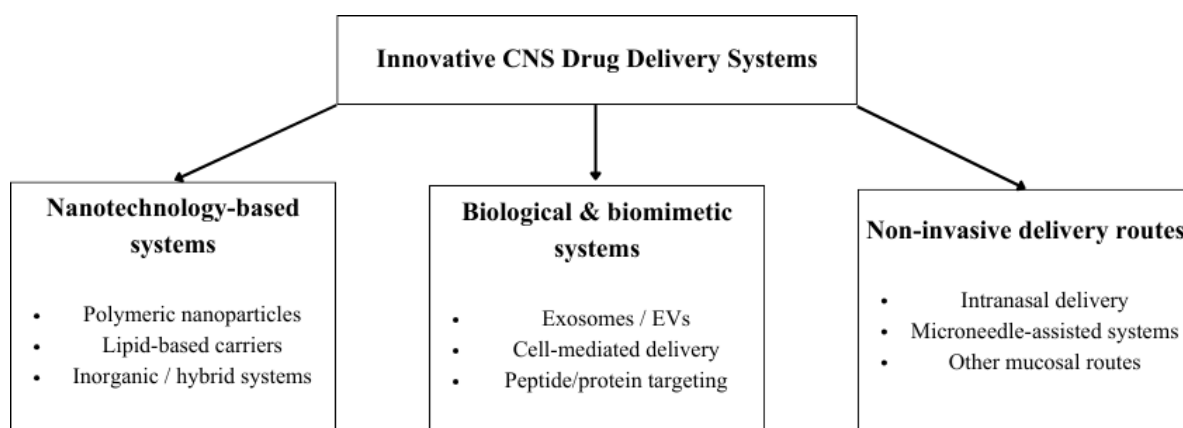 Innovative CNS Drug Delivery Systems
Nanotechnology-based
systems
• Polymeric nanoparticles
• Lipid-based carriers
• Inorganic / hybrid systems
Biological & biomimetic
systems
• Exosomes / EVs
• Cell-mediated delivery
• Peptide/protein targeting
Non-invasive delivery routes
• Intranasal delivery
• Microneedle-assisted systems
• Other mucosal routes